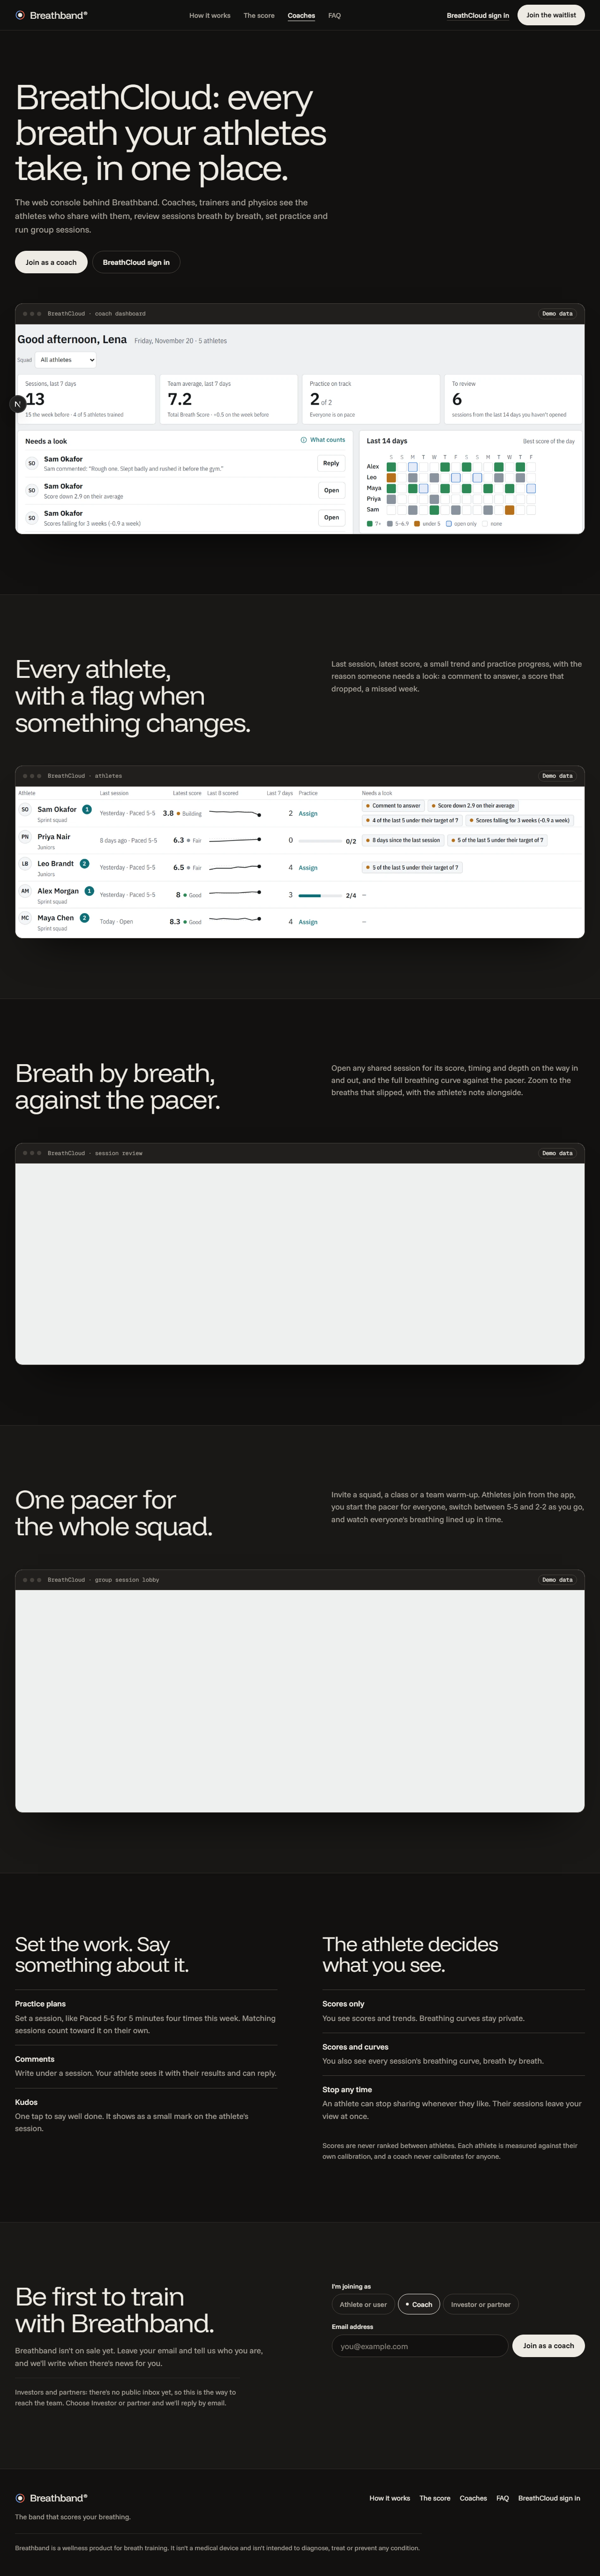 Breathband®
How it works
The score
Coaches
FAQ
BreathCloud sign in
Join the waitlist
BreathCloud: every
breath your athletes
take, in one place.
The web console behind Breathband. Coaches, trainers and physios see the
athletes who share with them, review sessions breath by breath, set practice and
run group sessions.
Join as a coach
BreathCloud sign in
BreathCloud · coach dashboard
Demo data
Good afternoon, Lena
Friday, November 20 · 5 athletes
Squad
All athletes
Sessions, last 7 days
13
15 the week before · 4 of 5 athletes trained
Team average, last 7 days
7.2
Total Breath Score · +0.5 on the week before
Practice on track
2 of 2
Everyone is on pace
To review
6
sessions from the last 14 days you haven't opened
N
Needs a look
What counts
SO
Sam Okafor
Sam commented: "Rough one. Slept badly and rushed it before the gym."
Reply
SO
Sam Okafor
Score down 2.9 on their average
Open
SO
Sam Okafor
Scores falling for 3 weeks (-0.9 a week)
Open
Last 14 days
Best score of the day
S S M T W T F S S M T W T F
Alex
Leo
Maya
Priya
Sam
7+
5–6.9
under 5
open only
none
Every athlete,
with a flag when
something changes.
Last session, latest score, a small trend and practice progress, with the
reason someone needs a look: a comment to answer, a score that
dropped, a missed week.
BreathCloud · athletes
Demo data
Athlete
Last session
Latest score
Last 8 scored
Last 7 days
Practice
Needs a look
SO
Sam Okafor 1
Sprint squad
Yesterday · Paced 5-5
3.8 Building
2
Assign
Comment to answer
Score down 2.9 on their average
4 of the last 5 under their target of 7
Scores falling for 3 weeks (-0.9 a week)
PN
Priya Nair
Juniors
8 days ago · Paced 5-5
6.3 Fair
0
0/2
8 days since the last session
5 of the last 5 under their target of 7
LB
Leo Brandt 2
Juniors
Yesterday · Paced 5-5
6.5 Fair
4
Assign
5 of the last 5 under their target of 7
AM
Alex Morgan 1
Sprint squad
Yesterday · Paced 5-5
8 Good
3
2/4
–
MC
Maya Chen 2
Sprint squad
Today · Open
8.3 Good
4
Assign
–
Breath by breath,
against the pacer.
Open any shared session for its score, timing and depth on the way in
and out, and the full breathing curve against the pacer. Zoom to the
breaths that slipped, with the athlete's note alongside.
BreathCloud · session review
Demo data
One pacer for
the whole squad.
Invite a squad, a class or a team warm-up. Athletes join from the app,
you start the pacer for everyone, switch between 5-5 and 2-2 as you go,
and watch everyone's breathing lined up in time.
BreathCloud · group session lobby
Demo data
Set the work. Say
something about it.
Practice plans
Set a session, like Paced 5-5 for 5 minutes four times this week. Matching
sessions count toward it on their own.
Comments
Write under a session. Your athlete sees it with their results and can reply.
Kudos
One tap to say well done. It shows as a small mark on the athlete's
session.
The athlete decides
what you see.
Scores only
You see scores and trends. Breathing curves stay private.
Scores and curves
You also see every session's breathing curve, breath by breath.
Stop any time
An athlete can stop sharing whenever they like. Their sessions leave your
view at once.
Scores are never ranked between athletes. Each athlete is measured against their
own calibration, and a coach never calibrates for anyone.
Be first to train
with Breathband.
Breathband isn't on sale yet. Leave your email and tell us who you are,
and we'll write when there's news for you.
Investors and partners: there's no public inbox yet, so this is the way to
reach the team. Choose Investor or partner and we'll reply by email.
I'm joining as
Athlete or user
Coach
Investor or partner
Email address
you@example.com
Join as a coach
Breathband®
The band that scores your breathing.
How it works
The score
Coaches
FAQ
BreathCloud sign in
Breathband is a wellness product for breath training. It isn't a medical device and isn't intended to diagnose, treat or prevent any condition.